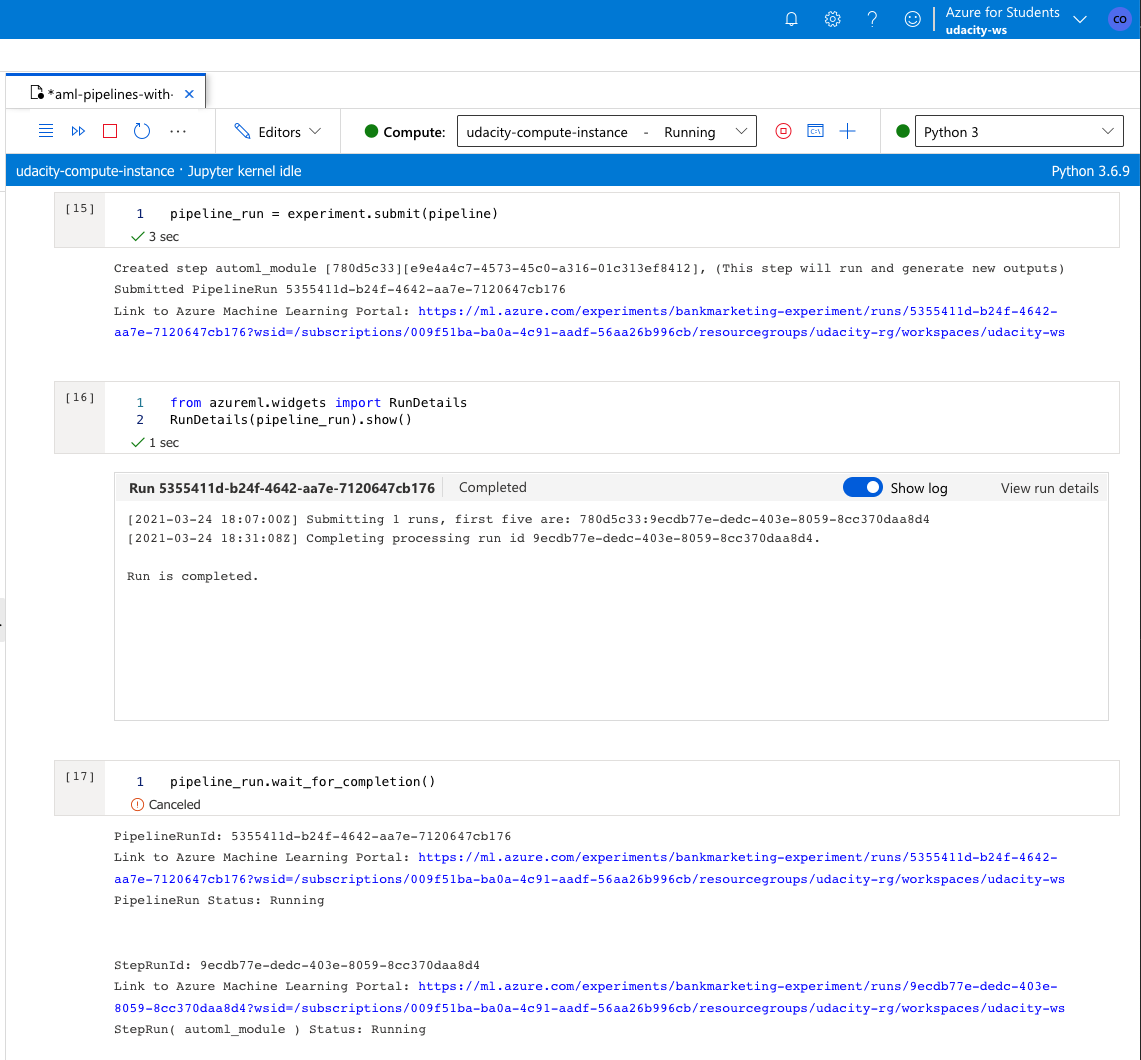 Azure for Students
udacity-ws
CO
*aml-pipelines-with-
Editors
Compute:
udacity-compute-instance - Running
Python 3
udacity-compute-instance · Jupyter kernel idle
Python 3.6.9
[15]
1 pipeline_run = experiment.submit(pipeline)
3 sec
Created step automl_module [780d5c33][e9e4a4c7-4573-45c0-a316-01c313ef8412], (This step will run and generate new outputs)
Submitted PipelineRun 5355411d-b24f-4642-aa7e-7120647cb176
Link to Azure Machine Learning Portal: https://ml.azure.com/experiments/bankmarketing-experiment/runs/5355411d-b24f-4642-
aa7e-7120647cb176?wsid=/subscriptions/009f51ba-ba0a-4c91-aadf-56aa26b996cb/resourcegroups/udacity-rg/workspaces/udacity-ws
[16]
1 from azureml.widgets import RunDetails
2 RunDetails(pipeline_run).show()
1 sec
Run 5355411d-b24f-4642-aa7e-7120647cb176
Completed
Show log
View run details
[2021-03-24 18:07:00Z] Submitting 1 runs, first five are: 780d5c33:9ecdb77e-dedc-403e-8059-8cc370daa8d4
[2021-03-24 18:31:08Z] Completing processing run id 9ecdb77e-dedc-403e-8059-8cc370daa8d4.
Run is completed.
[17]
1 pipeline_run.wait_for_completion()
Canceled
PipelineRunId: 5355411d-b24f-4642-aa7e-7120647cb176
Link to Azure Machine Learning Portal: https://ml.azure.com/experiments/bankmarketing-experiment/runs/5355411d-b24f-4642-
aa7e-7120647cb176?wsid=/subscriptions/009f51ba-ba0a-4c91-aadf-56aa26b996cb/resourcegroups/udacity-rg/workspaces/udacity-ws
PipelineRun Status: Running
StepRunId: 9ecdb77e-dedc-403e-8059-8cc370daa8d4
Link to Azure Machine Learning Portal: https://ml.azure.com/experiments/bankmarketing-experiment/runs/9ecdb77e-dedc-403e-
8059-8cc370daa8d4?wsid=/subscriptions/009f51ba-ba0a-4c91-aadf-56aa26b996cb/resourcegroups/udacity-rg/workspaces/udacity-ws
StepRun( automl_module ) Status: Running